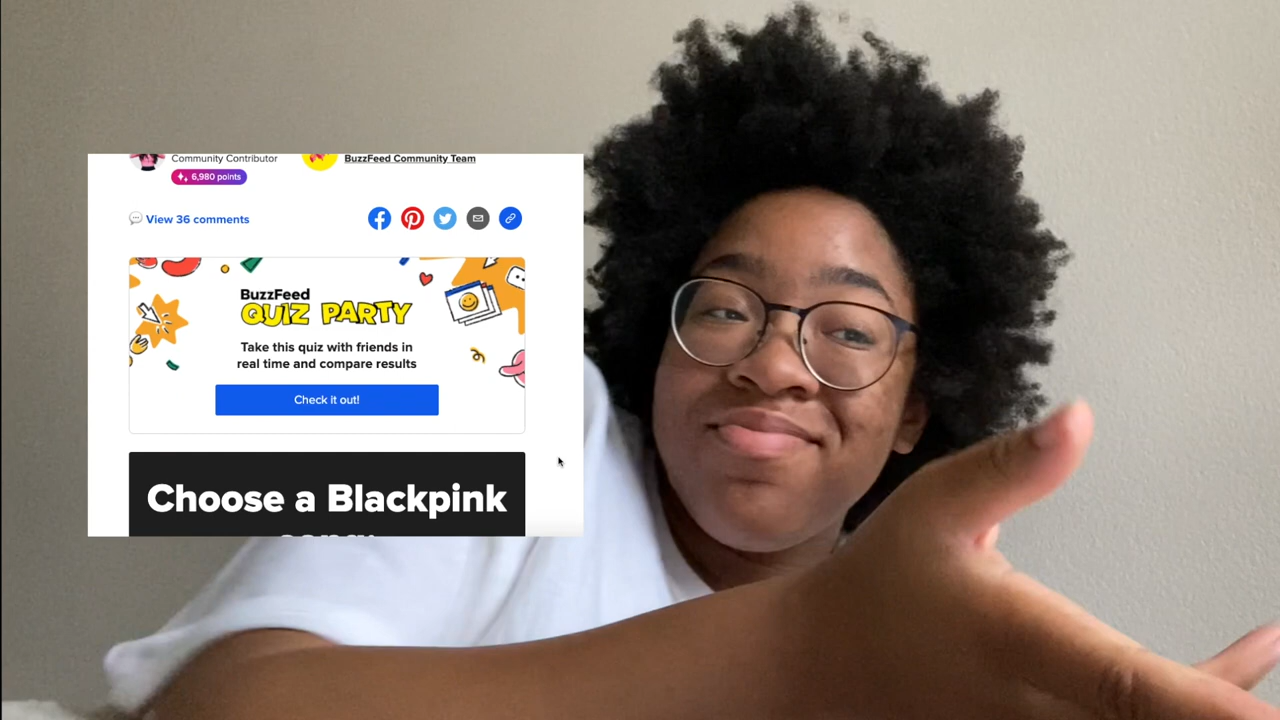 Community Contributor
BuzzFeed Community Team
6,980 points
View 36 comments
BuzzFeed
QUIZ PARTY
Take this quiz with friends in
real time and compare results
Check it out!
Choose a Blackpink